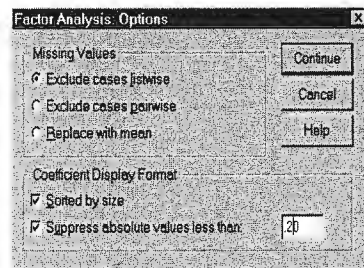 Factor Analysis: Options
Missing Values
Exclude cases listwise
Exclude cases pairwise
Replace with mean
Continue
Cancel
Help
Coefficient Display Format
Sorted by size
Suppress absolute values less than:
.20